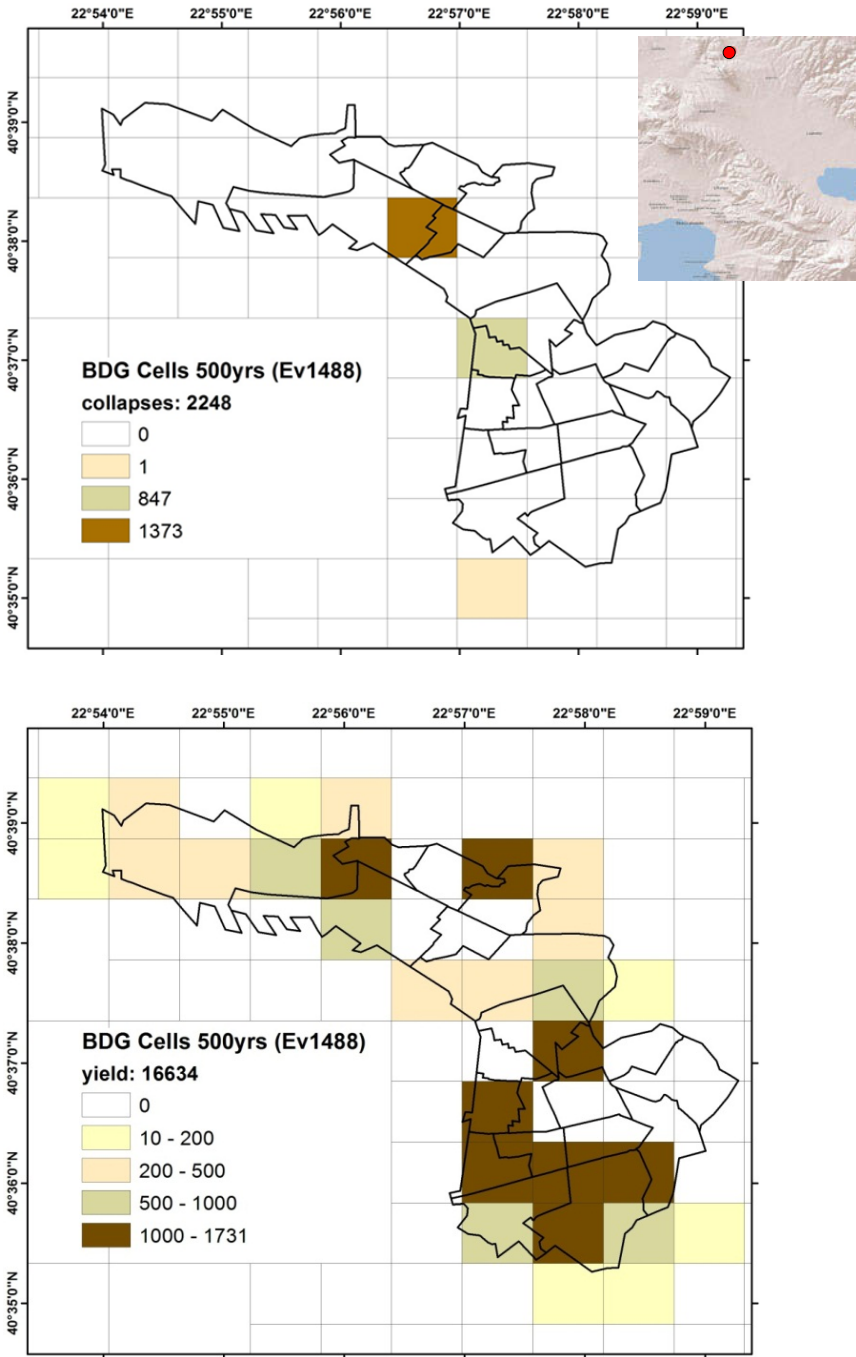 22°54'0"E 22°55'0"E 22°56'0"E 22°57'0"E 22°58'0"E 22°59'0"E
40°39'0"N
40°38'0"N
40°37'0"N
40°36'0"N
40°35'0"N
BDG Cells 500yrs (Ev1488)
collapses: 2248
0
1
847
1373
22°54'0"E 22°55'0"E 22°56'0"E 22°57'0"E 22°58'0"E 22°59'0"E
40°39'0"N
40°38'0"N
40°37'0"N
40°36'0"N
40°35'0"N
BDG Cells 500yrs (Ev1488)
yield: 16634
0
10 - 200
200 - 500
500 - 1000
1000 - 1731